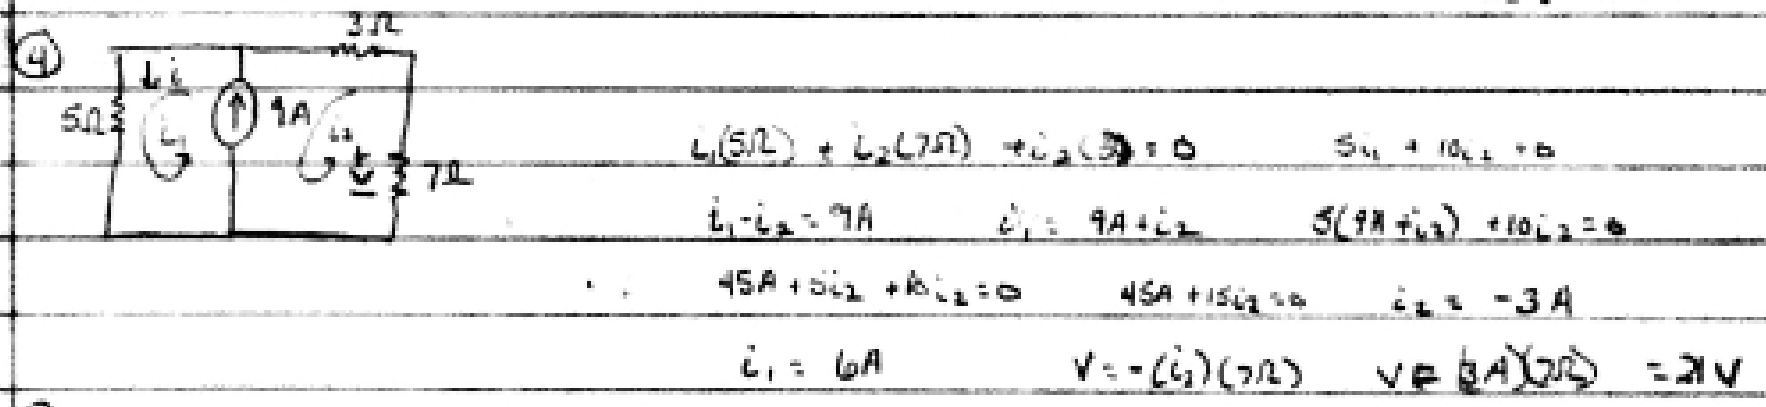 ④ 3Ω
↓i
5Ω i₁ 9A i₂ 7Ω
i₁(5Ω) + i₂(7Ω) + i₂(3) = 0 5i₁ + 10i₂ = 0
i₁ - i₂ = 9A i₁ = 9A + i₂ 5(9A + i₂) + 10i₂ = 0
45A + 5i₂ + 10i₂ = 0 45A + 15i₂ = 0 i₂ = -3A
i₁ = 6A V = -(i₂)(7Ω) V = (3A)(7Ω) = 21V